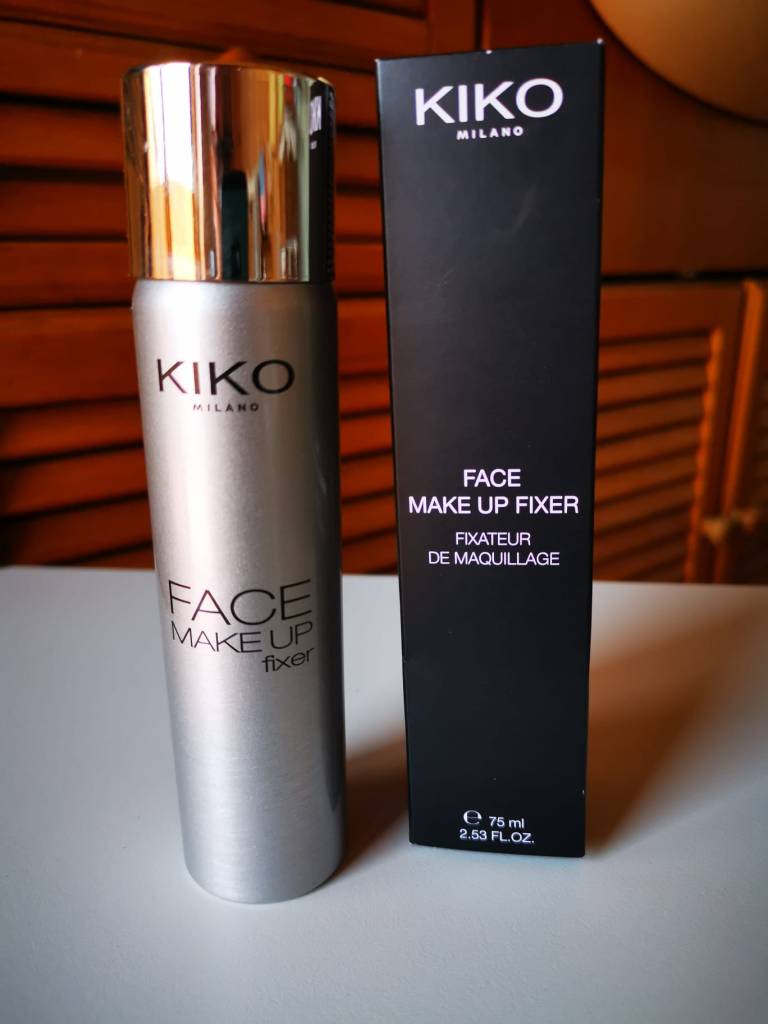 KIKO
MILANO
FACE
MAKE UP
fixer
KIKO
MILANO
FACE
MAKE UP FIXER
FIXATEUR
DE MAQUILLAGE
℮ 75 ml
2.53 FL.OZ.